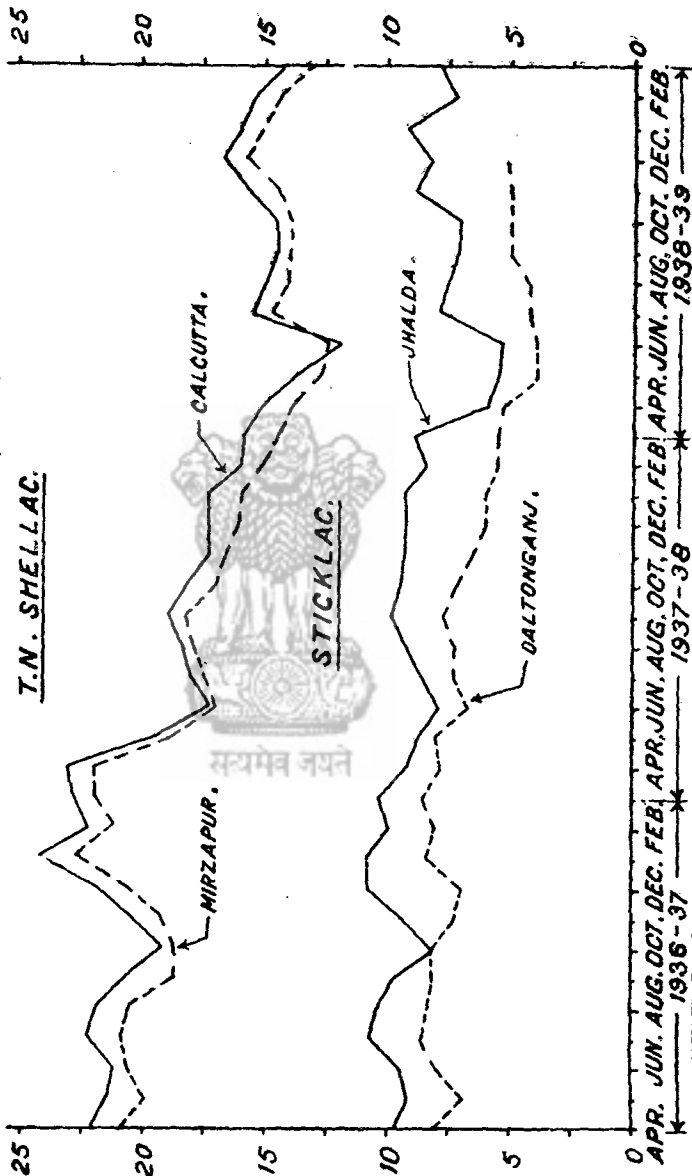 T.N. SHELLAC.
25
20
15
10
5
0
25
20
15
10
5
0
MIRZAPUR.
CALCUTTA.
STICKLAC.
JHALDA.
DALTONGANJ.
सत्यमेव जयते
APR. JUN. AUG. OCT. DEC. FEB. APR. JUN. AUG. OCT. DEC. FEB. APR. JUN. AUG. OCT. DEC. FEB.
1936-37 1937-38 1938-39